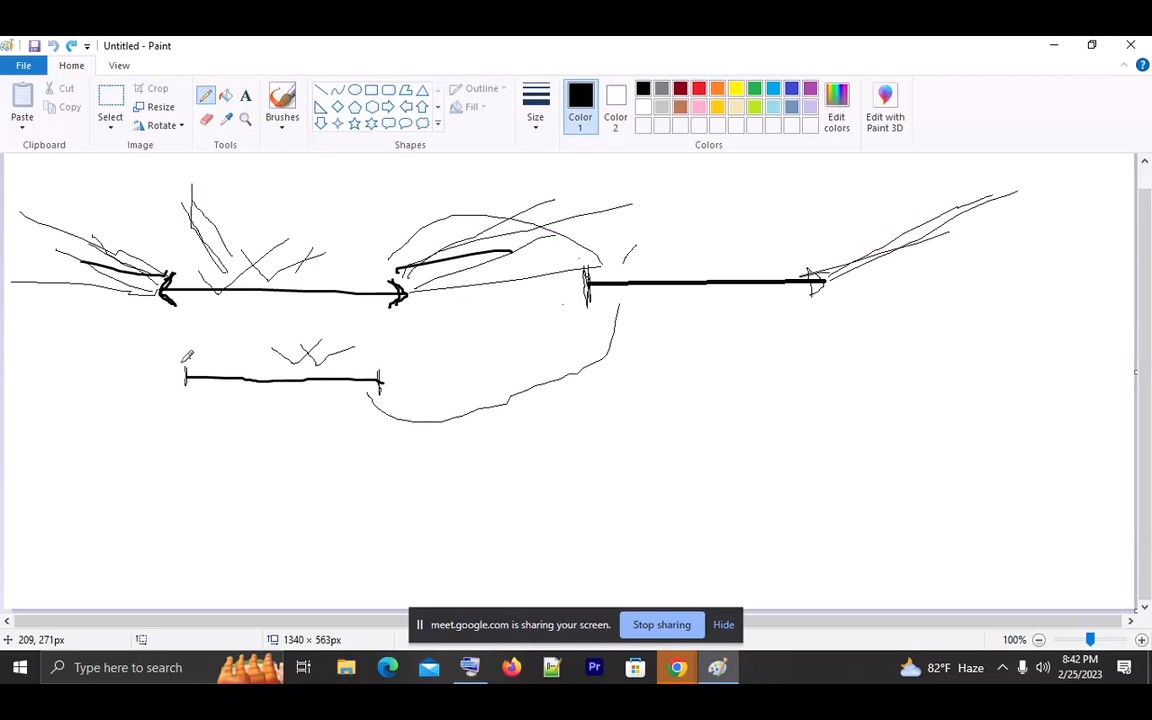 Untitled - Paint
File Home View
Paste
Cut
Copy
Clipboard
Select
Crop
Resize
Rotate
Image
A
Tools
Brushes
Outline
Fill
Shapes
Size
Color 1
Color 2
Edit colors
Colors
Edit with Paint 3D
meet.google.com is sharing your screen. Stop sharing Hide
209, 271px 1340 × 563px 100%
Type here to search Pr 82°F Haze 8:42 PM
2/25/2023